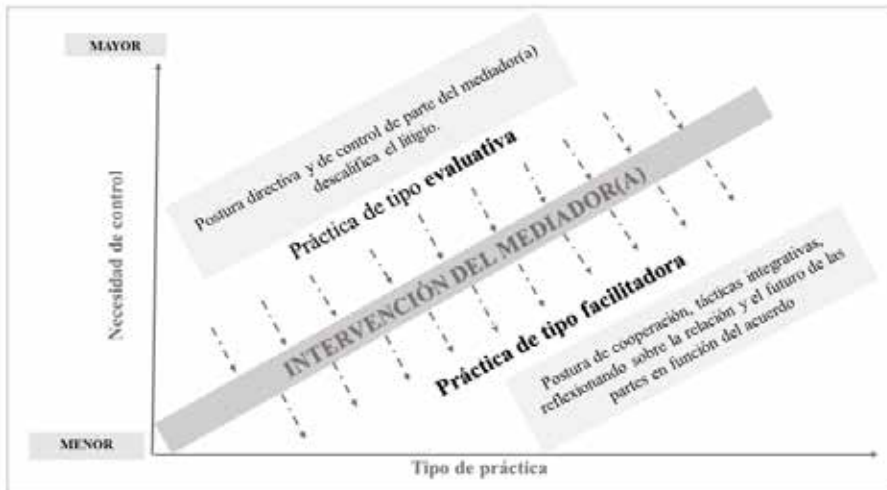 MAYOR
Necesidad de control
Postura directiva y de control de parte del mediador(a)
descalifica el litigio.
Práctica de tipo evaluativa
INTERVENCIÓN DEL MEDIADOR(A)
Práctica de tipo facilitadora
Postura de cooperación, tácticas integrativas,
reflexionando sobre la relación y el futuro de las
partes en función del acuerdo
MENOR
Tipo de práctica